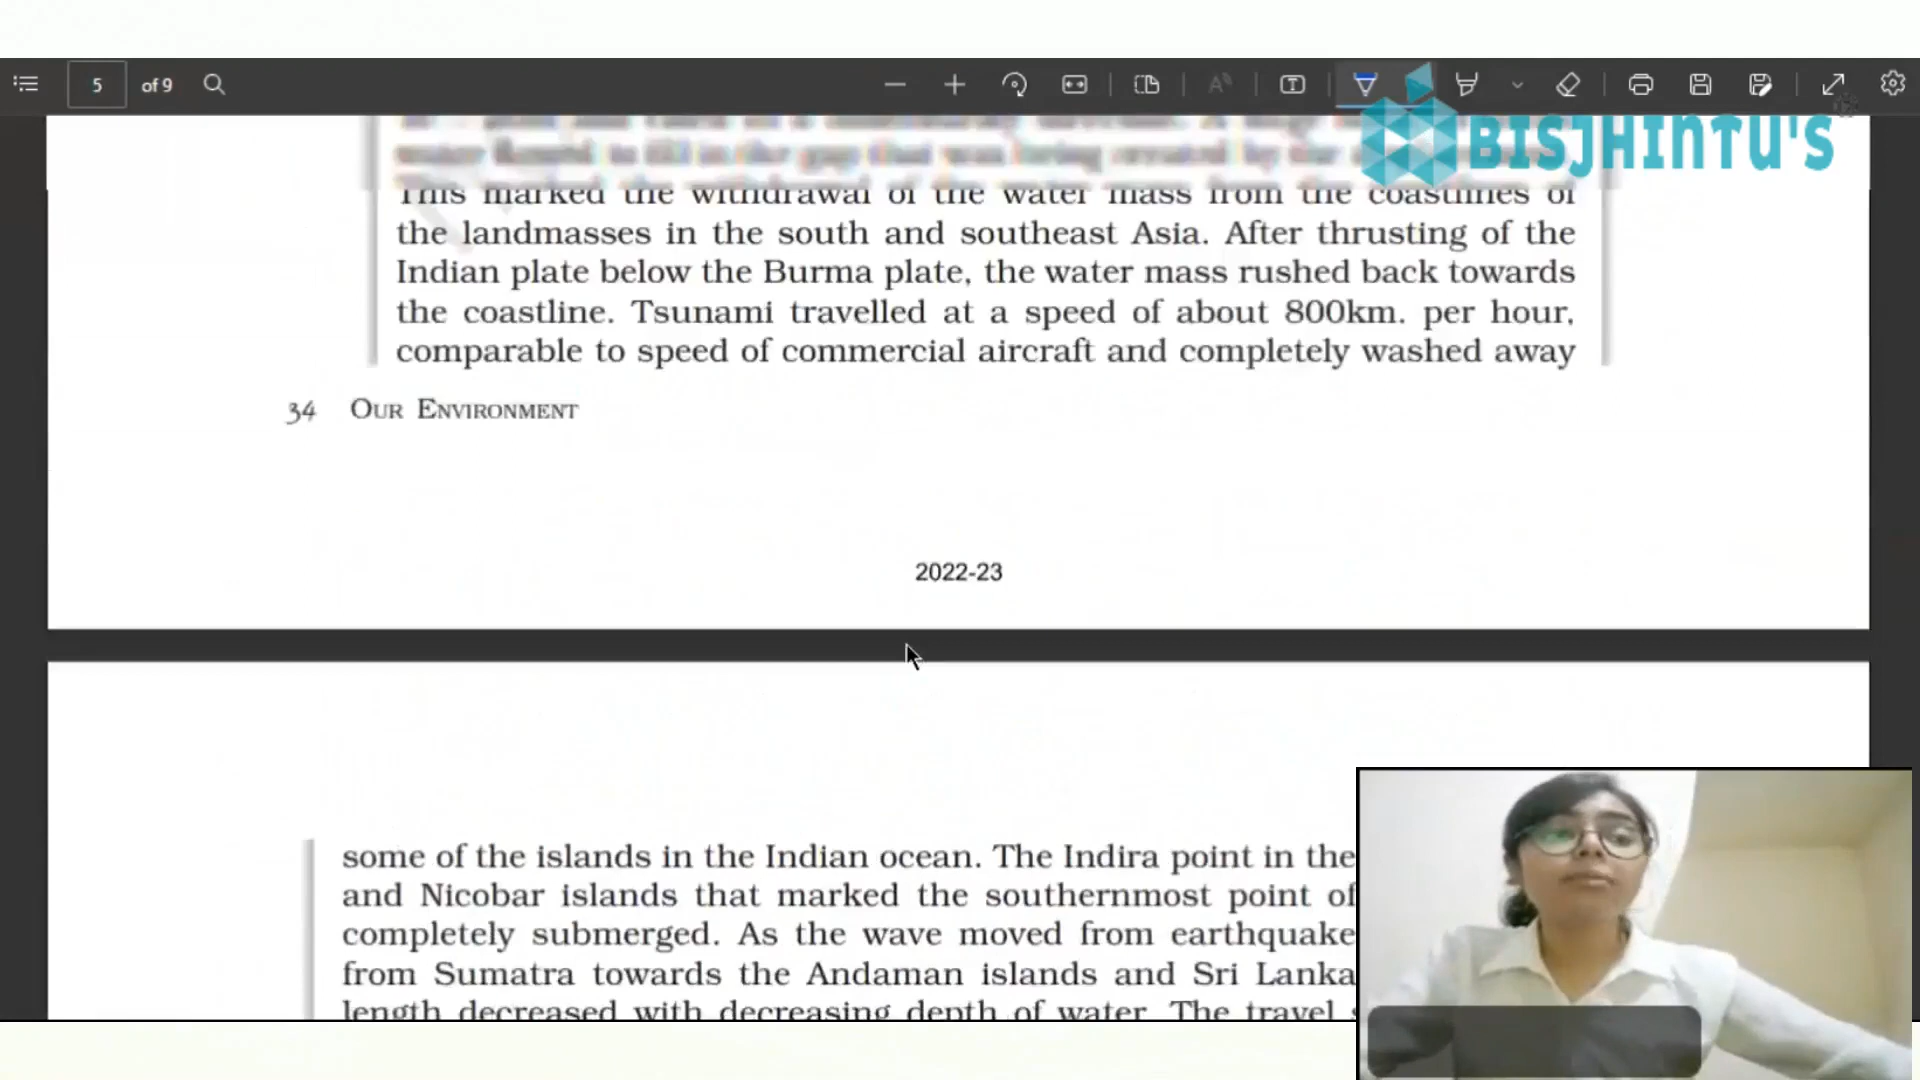 5 of 9
BISJHINTU'S
This marked the withdrawal of the water mass from the coastlines of
the landmasses in the south and southeast Asia. After thrusting of the
Indian plate below the Burma plate, the water mass rushed back towards
the coastline. Tsunami travelled at a speed of about 800km. per hour,
comparable to speed of commercial aircraft and completely washed away
34 OUR ENVIRONMENT
2022-23
some of the islands in the Indian ocean. The Indira point in the
and Nicobar islands that marked the southernmost point of
completely submerged. As the wave moved from earthquake
from Sumatra towards the Andaman islands and Sri Lanka
length decreased with decreasing depth of water. The travel